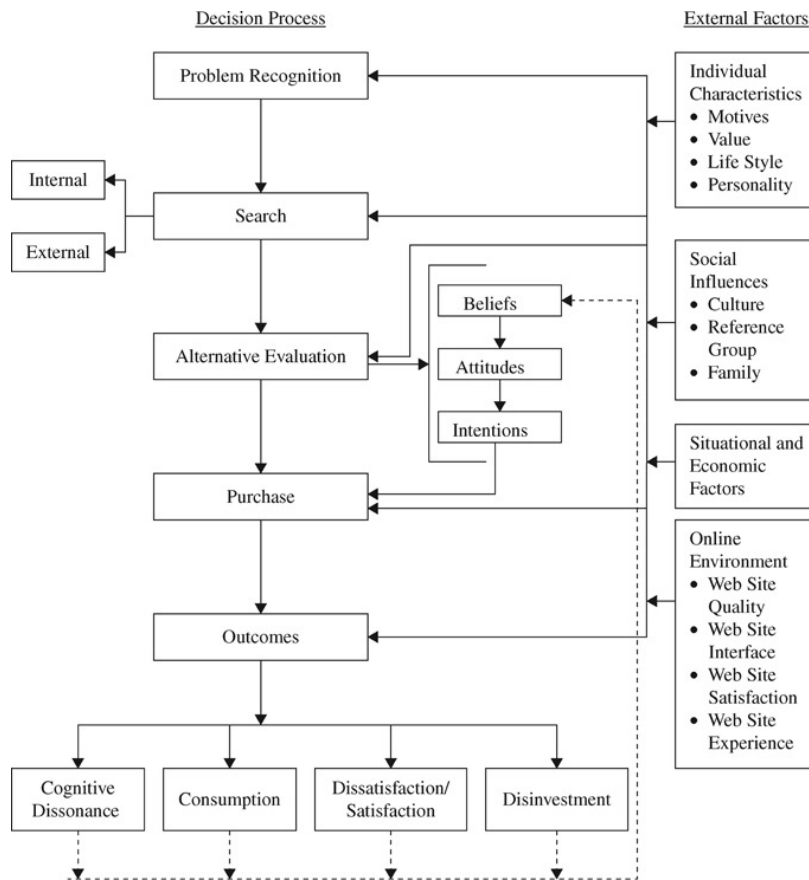 Decision Process
External Factors
Problem Recognition
Individual
Characteristics
• Motives
• Value
• Life Style
• Personality
Internal
Search
External
Social
Influences
• Culture
• Reference
Group
• Family
Beliefs
Alternative Evaluation
Attitudes
Intentions
Situational and
Economic
Factors
Purchase
Online
Environment
• Web Site
Quality
• Web Site
Interface
• Web Site
Satisfaction
• Web Site
Experience
Outcomes
Cognitive
Dissonance
Consumption
Dissatisfaction/
Satisfaction
Disinvestment